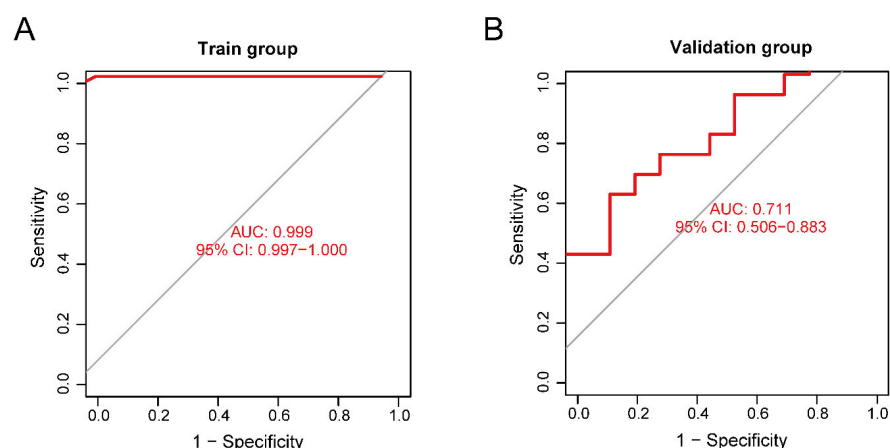 A
Train group
Sensitivity
1.0
0.8
0.6
0.4
0.2
0.0
AUC: 0.999
95% CI: 0.997−1.000
0.0 0.2 0.4 0.6 0.8 1.0
1 − Specificity
B
Validation group
Sensitivity
1.0
0.8
0.6
0.4
0.2
0.0
AUC: 0.711
95% CI: 0.506−0.883
0.0 0.2 0.4 0.6 0.8 1.0
1 − Specificity